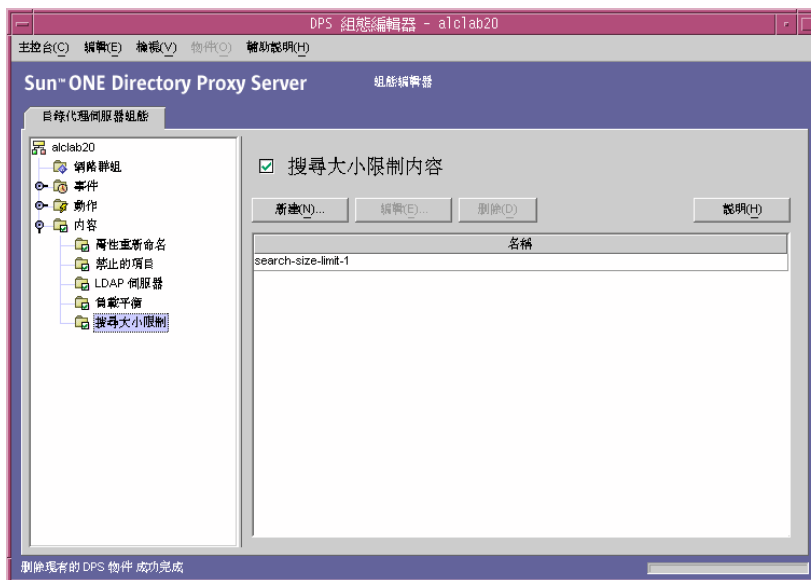 DPS 組態編輯器 - alclab20
主控台(C) 編輯(E) 檢視(V) 物件(O) 輔助說明(H)
Sun™ ONE Directory Proxy Server 組態編輯器
目錄代理伺服器組態
alclab20
網路群組
事件
動作
內容
屬性重新命名
禁止的項目
LDAP 伺服器
負載平衡
搜尋大小限制
搜尋大小限制內容
新建(N)... 編輯(E)... 刪除(D) 說明(H)
名稱
search-size-limit-1
刪除現有的 DPS 物件 成功完成